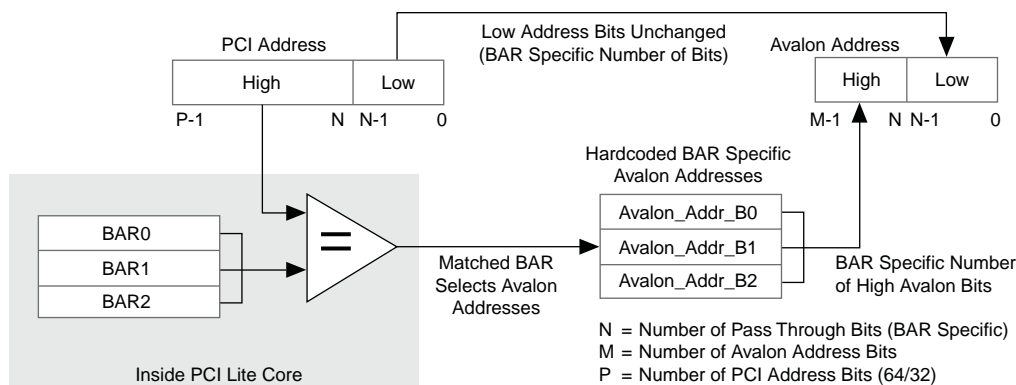 Low Address Bits Unchanged
(BAR Specific Number of Bits)
PCI Address
Avalon Address
High
Low
High
Low
P-1
N
N-1
0
M-1
N
N-1
0
Hardcoded BAR Specific
Avalon Addresses
BAR0
BAR1
BAR2
=
Matched BAR
Selects Avalon
Addresses
Avalon_Addr_B0
Avalon_Addr_B1
Avalon_Addr_B2
BAR Specific Number
of High Avalon Bits
Inside PCI Lite Core
N = Number of Pass Through Bits (BAR Specific)
M = Number of Avalon Address Bits
P = Number of PCI Address Bits (64/32)